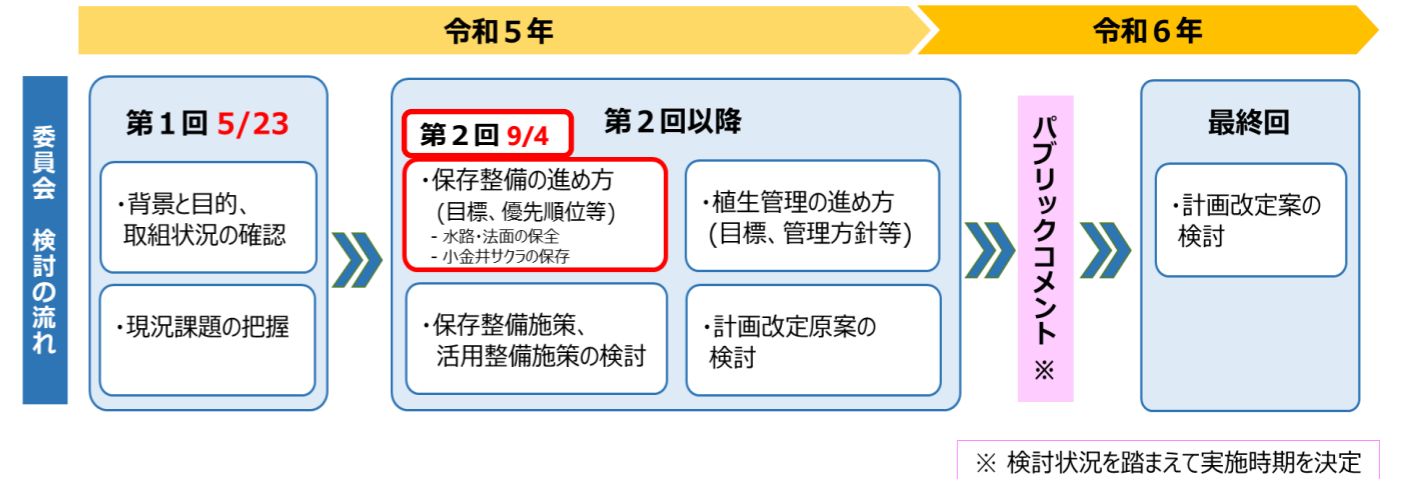 令和5年
令和6年
委員会 検討の流れ
第1回 5/23
・背景と目的、
取組状況の確認
・現況課題の把握
第2回以降
第2回 9/4
・保存整備の進め方
(目標、優先順位等)
- 水路・法面の保全
- 小金井サクラの保存
・植生管理の進め方
(目標、管理方針等)
・保存整備施策、
活用整備施策の検討
・計画改定原案の
検討
パブリックコメント ※
最終回
・計画改定案の
検討
※ 検討状況を踏まえて実施時期を決定